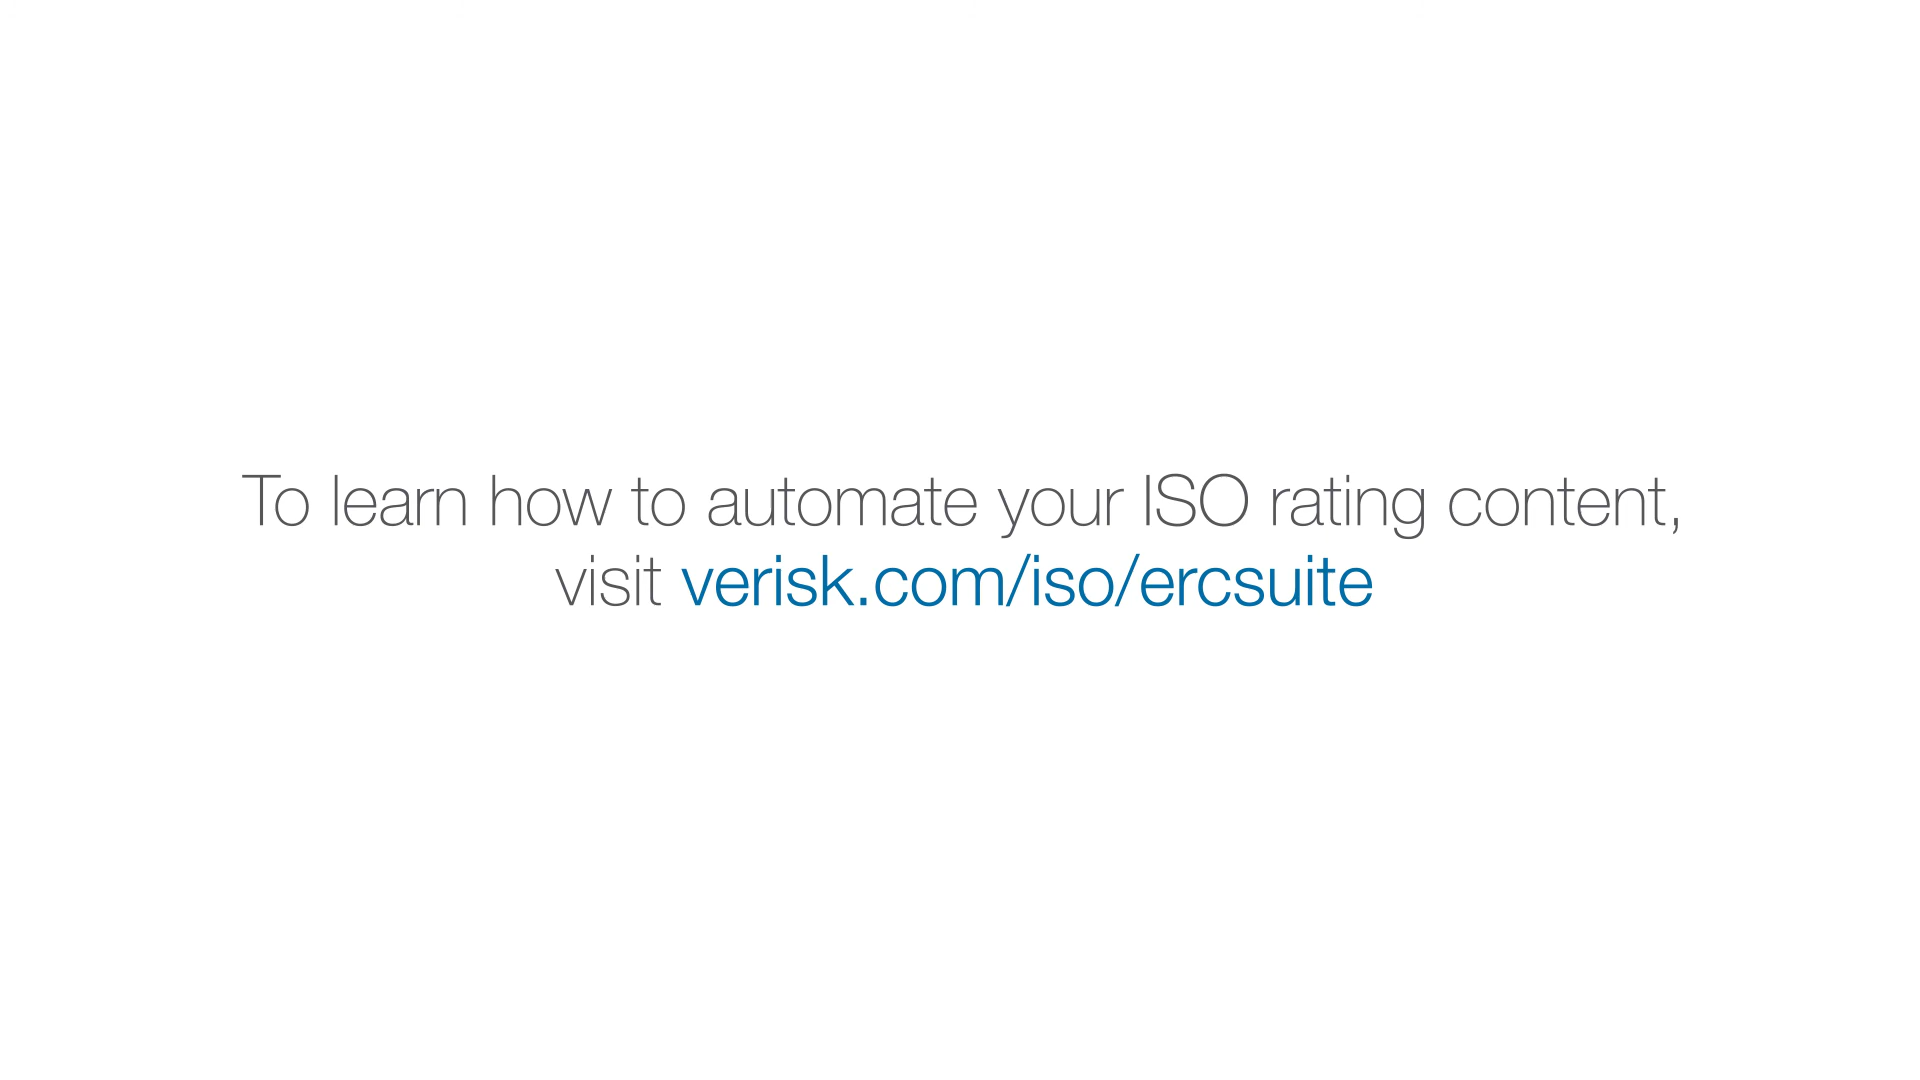 To learn how to automate your ISO rating content,
visit verisk.com/iso/ercsuite